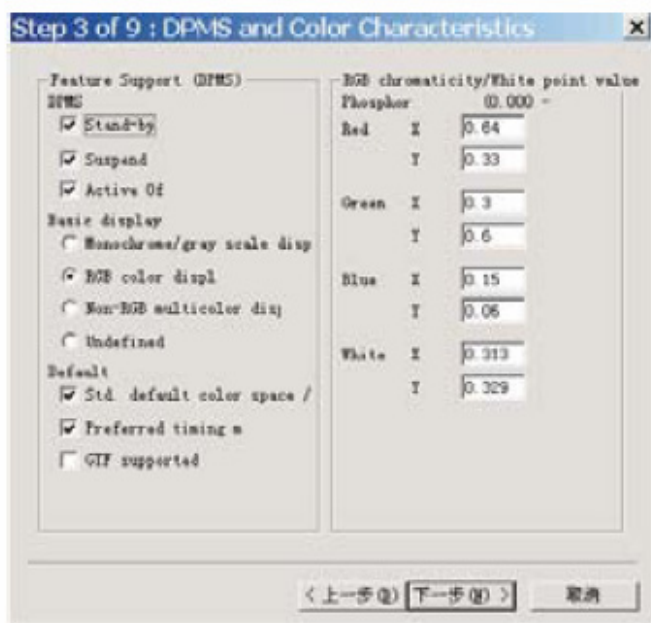 Step 3 of 9 : DPMS and Color Characteristics
Feature Support (DPMS)
DPMS
Stand-by
Suspend
Active Of
Basic display
Monochrome/gray scale disp
RGB color displ
Non-RGB multicolor disp
Undefined
Default
Std. default color space /
Preferred timing m
GTF supported
RGB chromaticity/White point value
Phosphor (0.000 -
Red X 0.64
Y 0.33
Green X 0.3
Y 0.6
Blue X 0.15
Y 0.06
White X 0.313
Y 0.329
< 上一步(B)
下一步(N) >
取消